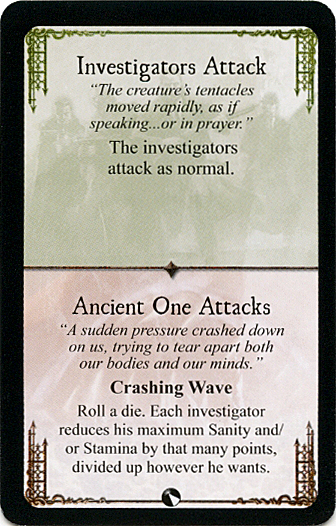 Investigators Attack
“The creature's tentacles
moved rapidly, as if
speaking...or in prayer.”
The investigators
attack as normal.
Ancient One Attacks
“A sudden pressure crashed down
on us, trying to tear apart both
our bodies and our minds.”
Crashing Wave
Roll a die. Each investigator
reduces his maximum Sanity and/
or Stamina by that many points,
divided up however he wants.